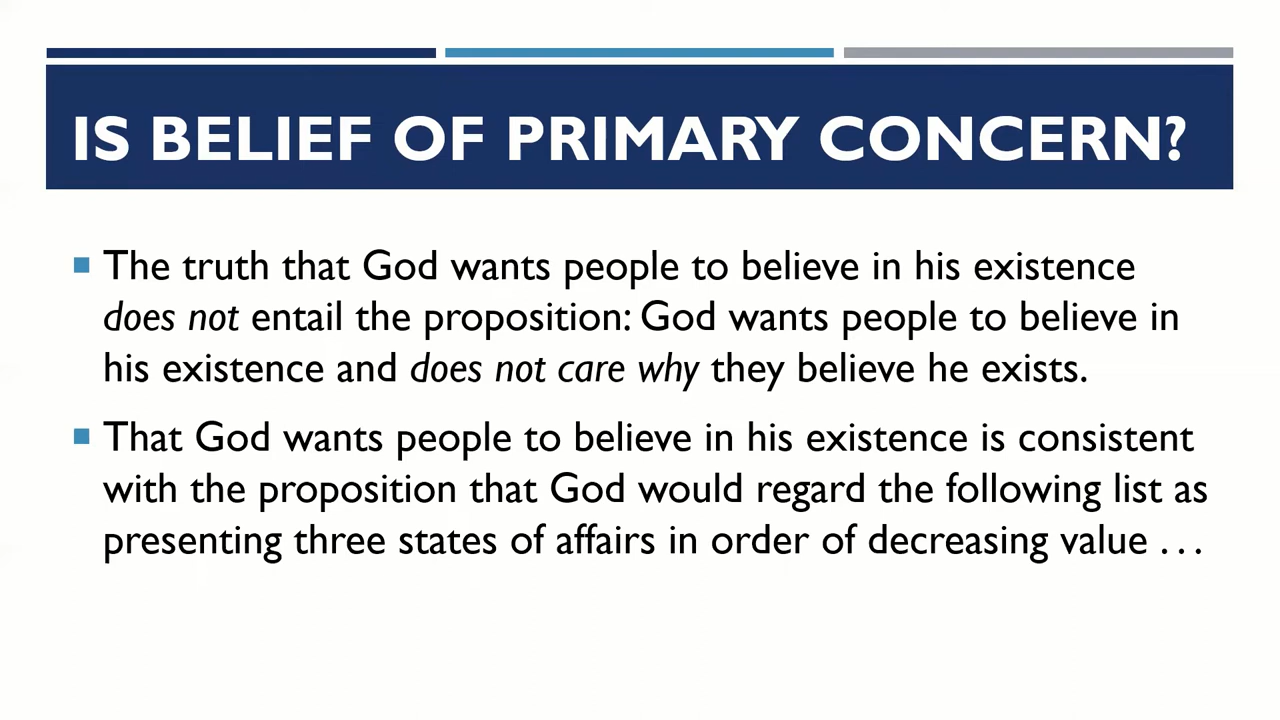 IS BELIEF OF PRIMARY CONCERN?
The truth that God wants people to believe in his existence
does not entail the proposition: God wants people to believe in
his existence and does not care why they believe he exists.
That God wants people to believe in his existence is consistent
with the proposition that God would regard the following list as
presenting three states of affairs in order of decreasing value . . .